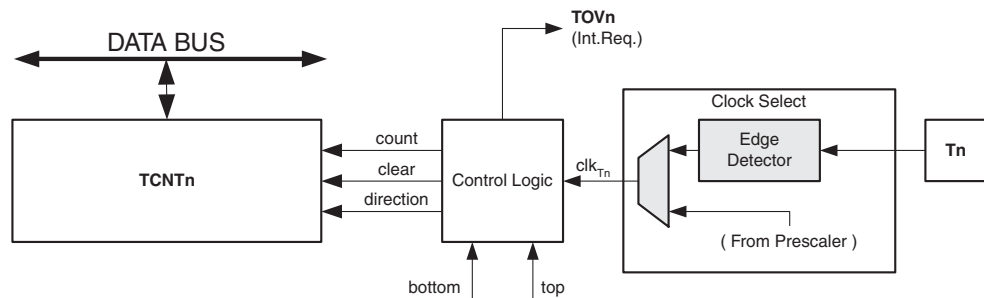 DATA BUS
TOVn
(Int.Req.)
Clock Select
TCNTn
count
clear
direction
Control Logic
clkTn
Edge
Detector
Tn
( From Prescaler )
bottom
top